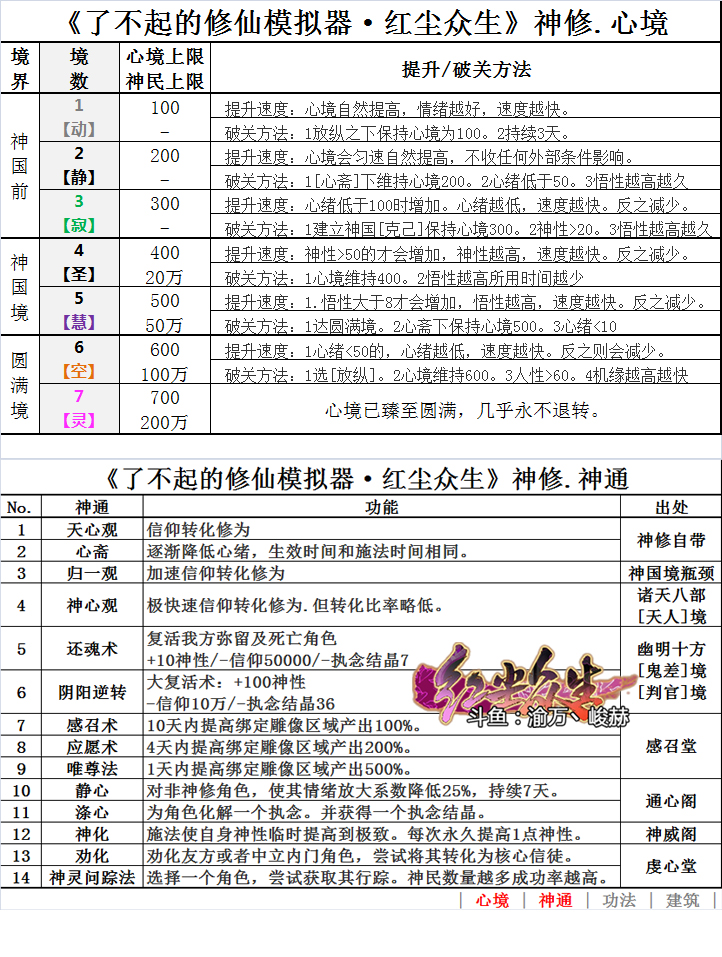 《了不起的修仙模拟器·红尘众生》神修.心境
境界 境数 心境上限 神民上限 提升/破关方法
神国前
1 【动】 100 提升速度：心境自然提高，情绪越好，速度越快。
- 破关方法：1放纵之下保持心境为100。2持续3天。
2 【静】 200 提升速度：心境会匀速自然提高，不收任何外部条件影响。
- 破关方法：1[心斋]下维持心境200。2心绪低于50。3悟性越高越久
3 【寂】 300 提升速度：心绪低于100时增加。心绪越低，速度越快。反之减少。
- 破关方法：1建立神国[克己]保持心境300。2神性>20。3悟性越高越久
神国境
4 【圣】 400 提升速度：神性>50的才会增加，神性越高，速度越快。反之减少。
20万 破关方法：1心境维持400。2悟性越高所用时间越少
5 【慧】 500 提升速度：1.悟性大于8才会增加，悟性越高，速度越快。反之减少。
50万 破关方法：1达圆满境。2心斋下保持心境500。3心绪<10
圆满境
6 【空】 600 提升速度：1心绪<50的，心绪越低，速度越快。反之则会减少。
100万 破关方法：1选[放纵]。2心境维持600。3人性>60。4机缘越高越快
7 【灵】 700 200万 心境已臻至圆满，几乎永不退转。
《了不起的修仙模拟器·红尘众生》神修.神通
No. 神通 功能 出处
1 天心观 信仰转化修为 神修自带
2 心斋 逐渐降低心绪，生效时间和施法时间相同。
3 归一观 加速信仰转化修为 神国境瓶颈
4 神心观 极快速信仰转化修为.但转化比率略低。 诸天八部 [天人]境
5 还魂术 复活我方弥留及死亡角色
+10神性/-信仰50000/-执念结晶7
幽明十方 [鬼差]境 [判官]境
6 阴阳逆转 大复活术：+100神性
-信仰10万/-执念结晶36
红尘众生
斗鱼：渝万丶峻赫
7 感召术 10天内提高绑定雕像区域产出100%。 感召堂
8 应愿术 4天内提高绑定雕像区域产出200%。
9 唯尊法 1天内提高绑定雕像区域产出500%。
10 静心 对非神修角色，使其情绪放大系数降低25%，持续7天。 通心阁
11 涤心 为角色化解一个执念。并获得一个执念结晶。
12 神化 施法使自身神性临时提高到极致。每次永久提高1点神性。 神威阁
13 劝化 劝化友方或者中立内门角色，尝试将其转化为核心信徒。 虔心堂
14 神灵问踪法 选择一个角色，尝试获取其行踪。神民数量越多成功率越高。
| 心境 | 神通 | 功法 | 建筑 |